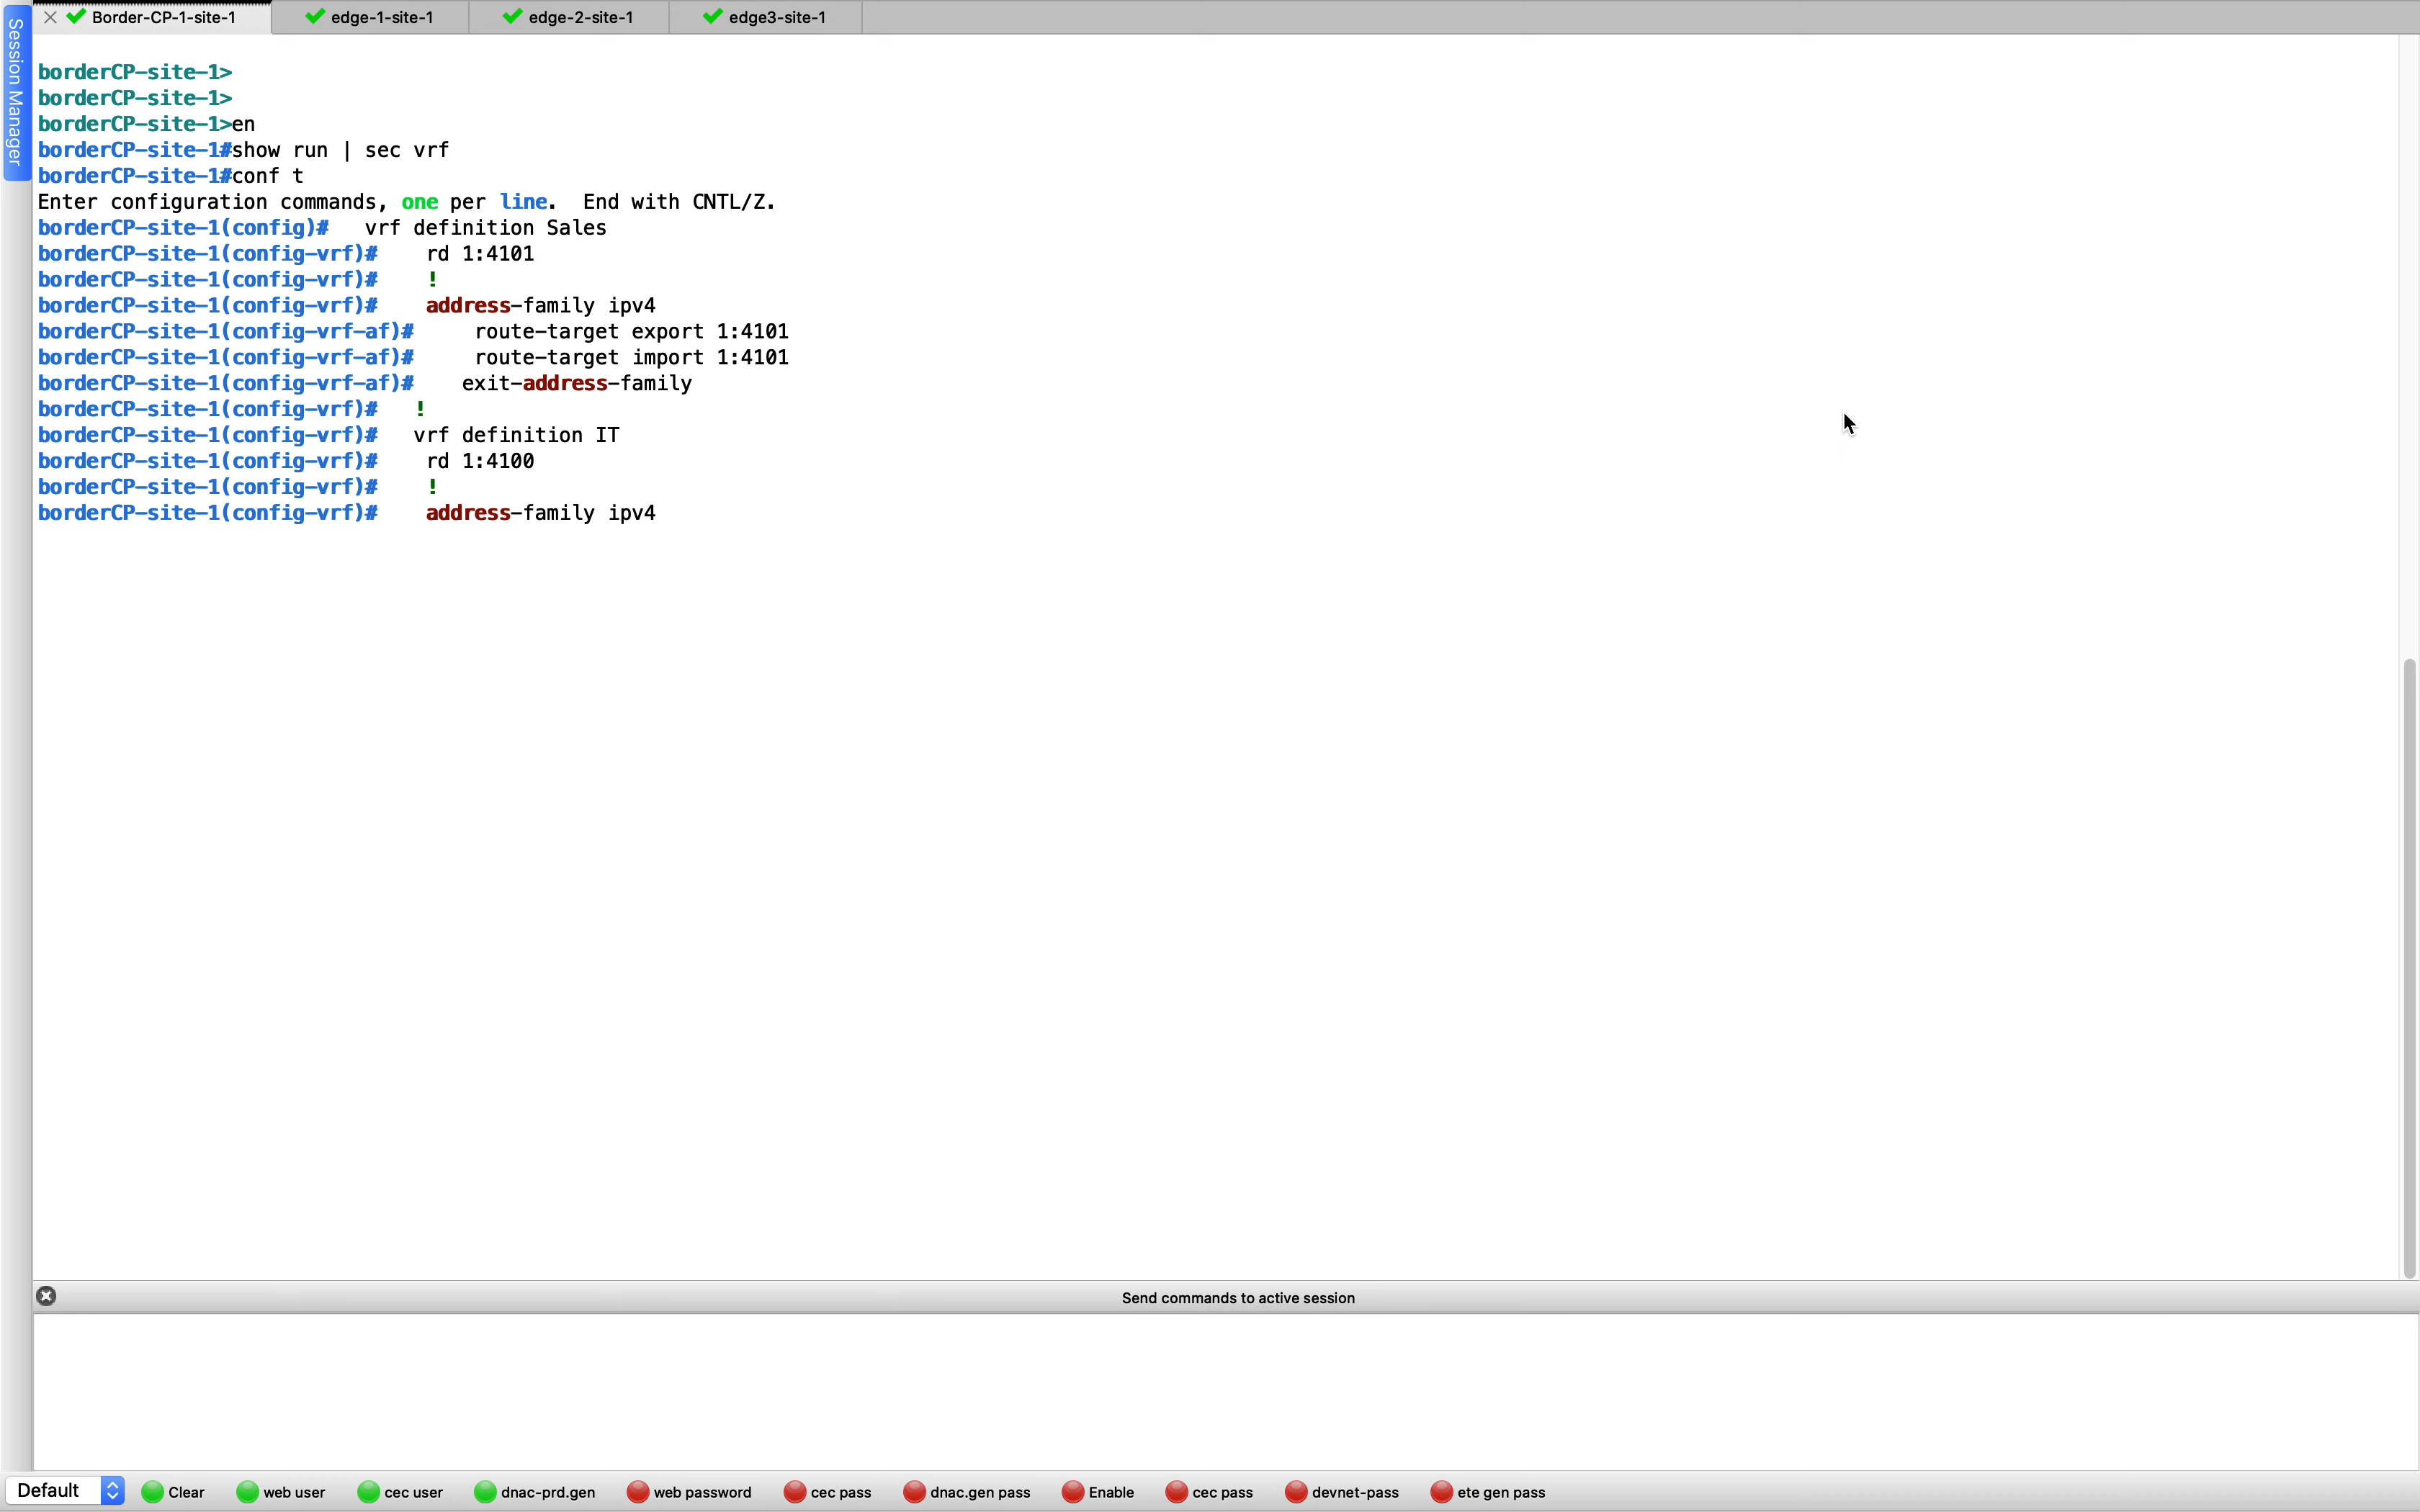 Session Manager
Border-CP-1-site-1
edge-1-site-1
edge-2-site-1
edge3-site-1
borderCP-site-1>
borderCP-site-1>
borderCP-site-1>en
borderCP-site-1#show run | sec vrf
borderCP-site-1#conf t
Enter configuration commands, one per line.  End with CNTL/Z.
borderCP-site-1(config)#   vrf definition Sales
borderCP-site-1(config-vrf)#    rd 1:4101
borderCP-site-1(config-vrf)#    !
borderCP-site-1(config-vrf)#    address-family ipv4
borderCP-site-1(config-vrf-af)#     route-target export 1:4101
borderCP-site-1(config-vrf-af)#     route-target import 1:4101
borderCP-site-1(config-vrf-af)#    exit-address-family
borderCP-site-1(config-vrf)#   !
borderCP-site-1(config-vrf)#   vrf definition IT
borderCP-site-1(config-vrf)#    rd 1:4100
borderCP-site-1(config-vrf)#    !
borderCP-site-1(config-vrf)#    address-family ipv4
Send commands to active session
Default
Clear
web user
cec user
dnac-prd.gen
web password
cec pass
dnac.gen pass
Enable
cec pass
devnet-pass
ete gen pass